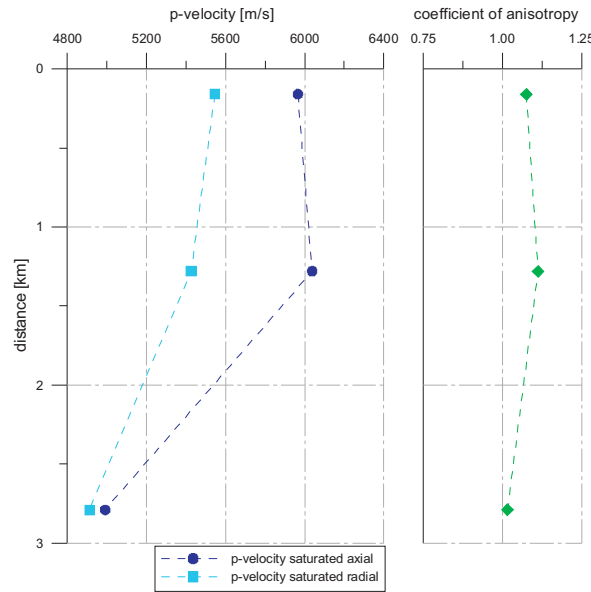 p-velocity [m/s]
coefficient of anisotropy
4800 5200 5600 6000 6400
0.75 1.00 1.25
0
1
2
3
distance [km]
p-velocity saturated axial
p-velocity saturated radial